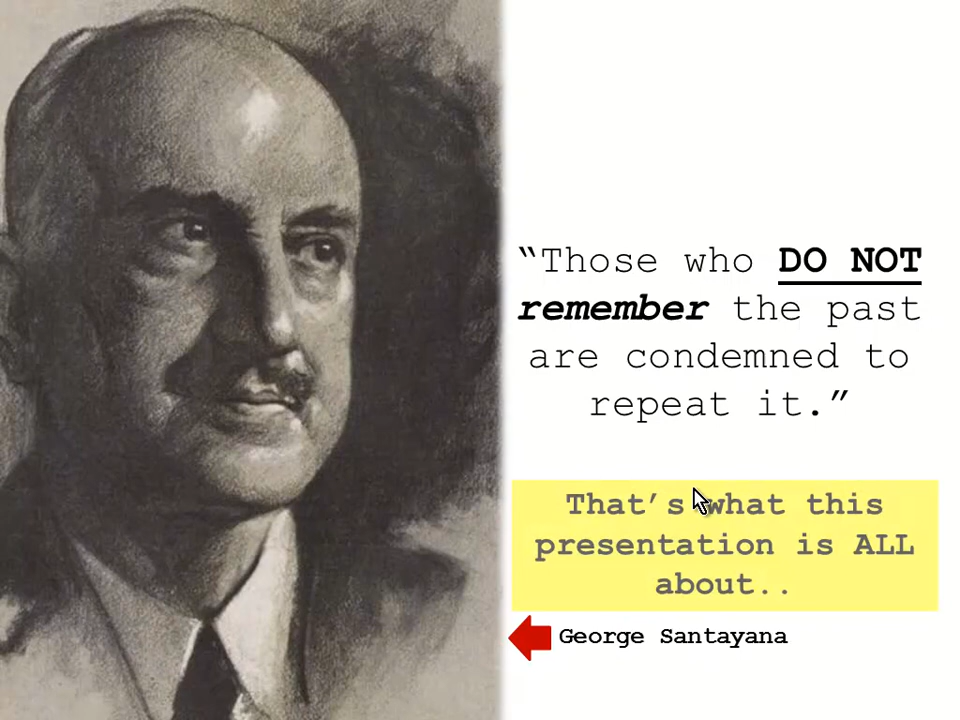 “Those who DO NOT
remember the past
are condemned to
repeat it.”
That’s what this
presentation is ALL
about..
George Santayana